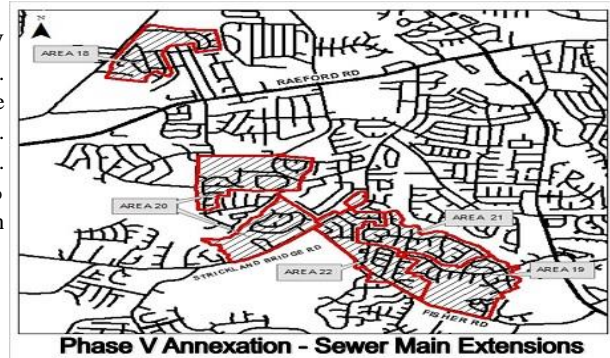 N
AREA 18
RAEFORD RD
AREA 20
AREA 21
STRICKLAND BRIDGE RD
AREA 22
AREA 19
FISHER RD
Phase V Annexation - Sewer Main Extensions